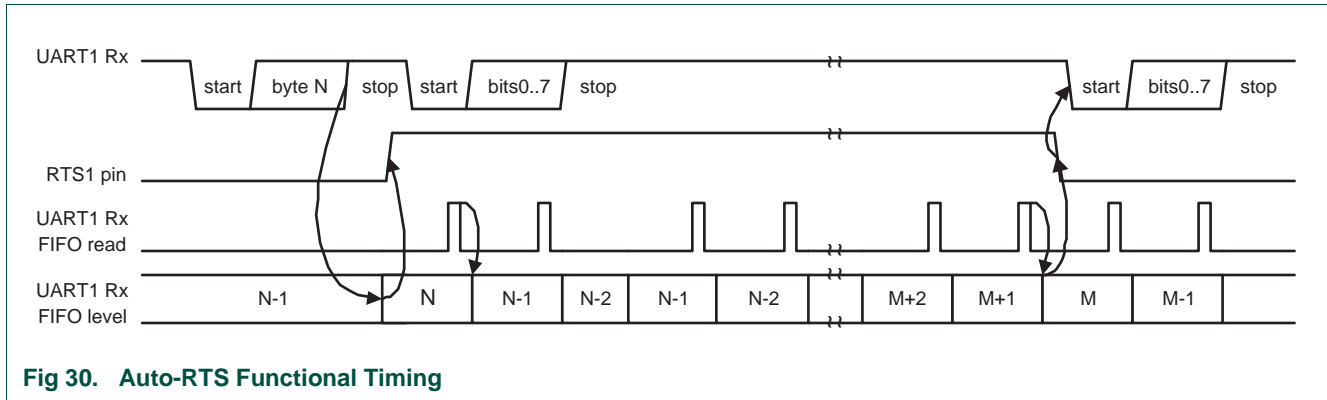 UART1 Rx
start byte N stop start bits0..7 stop start bits0..7 stop
RTS1 pin
UART1 Rx
FIFO read
UART1 Rx
FIFO level
N-1 N N-1 N-2 N-1 N-2 M+2 M+1 M M-1
Fig 30. Auto-RTS Functional Timing